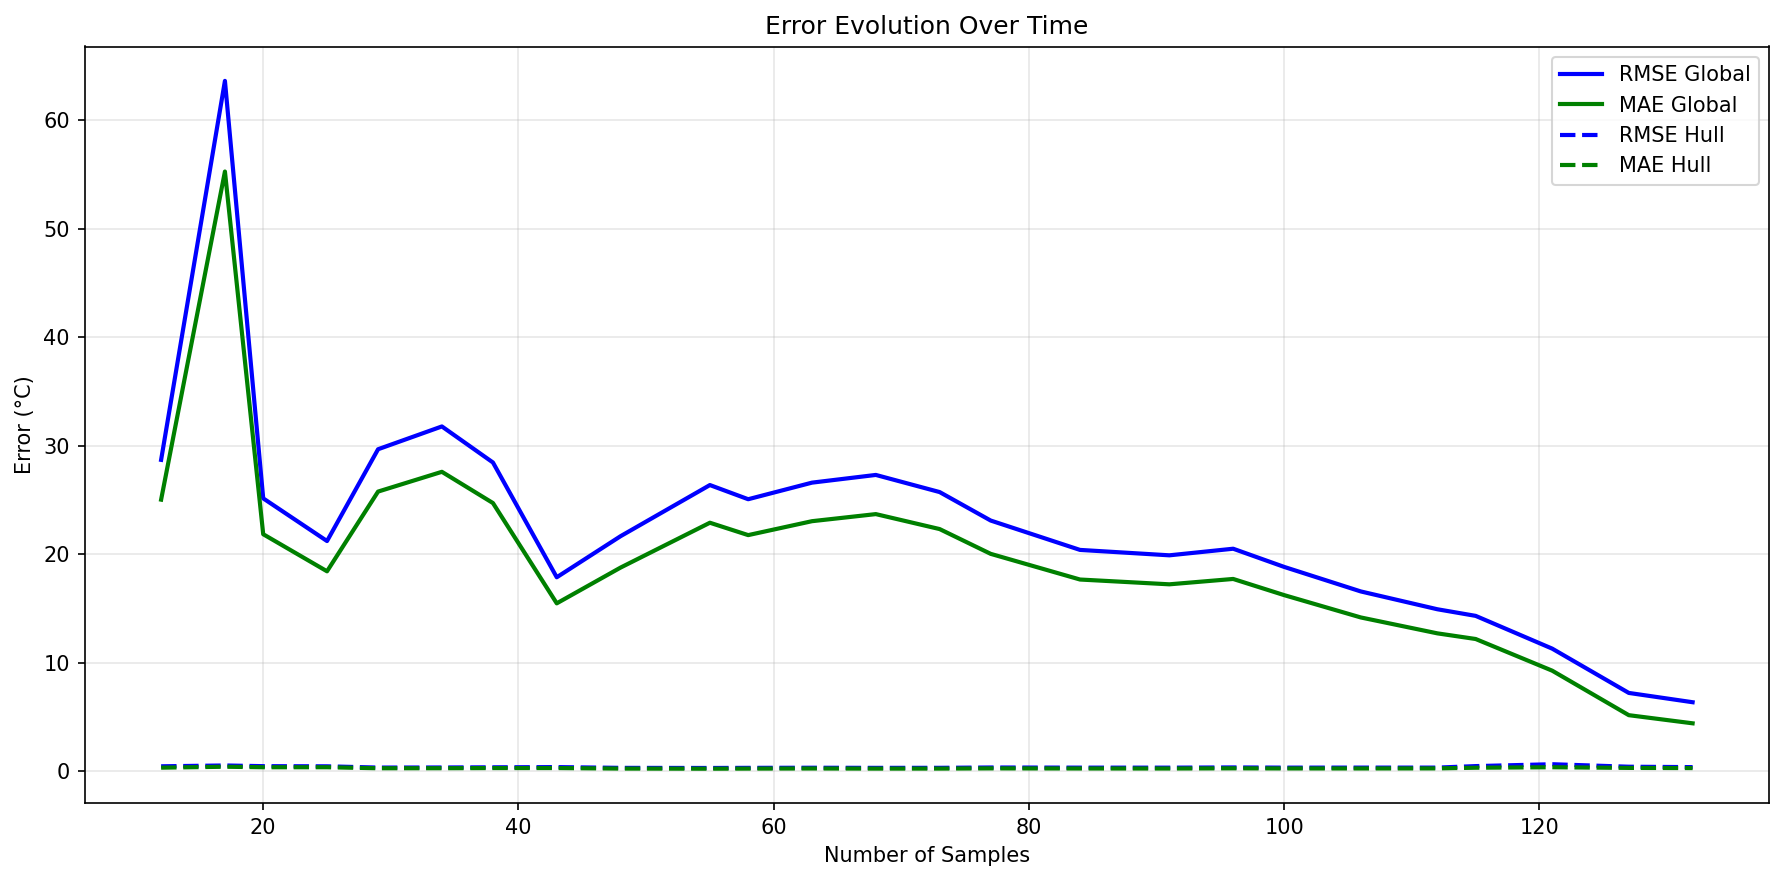 Error Evolution Over Time
RMSE Global
MAE Global
RMSE Hull
MAE Hull
Error (°C)
60
50
40
30
20
10
0
20 40 60 80 100 120
Number of Samples